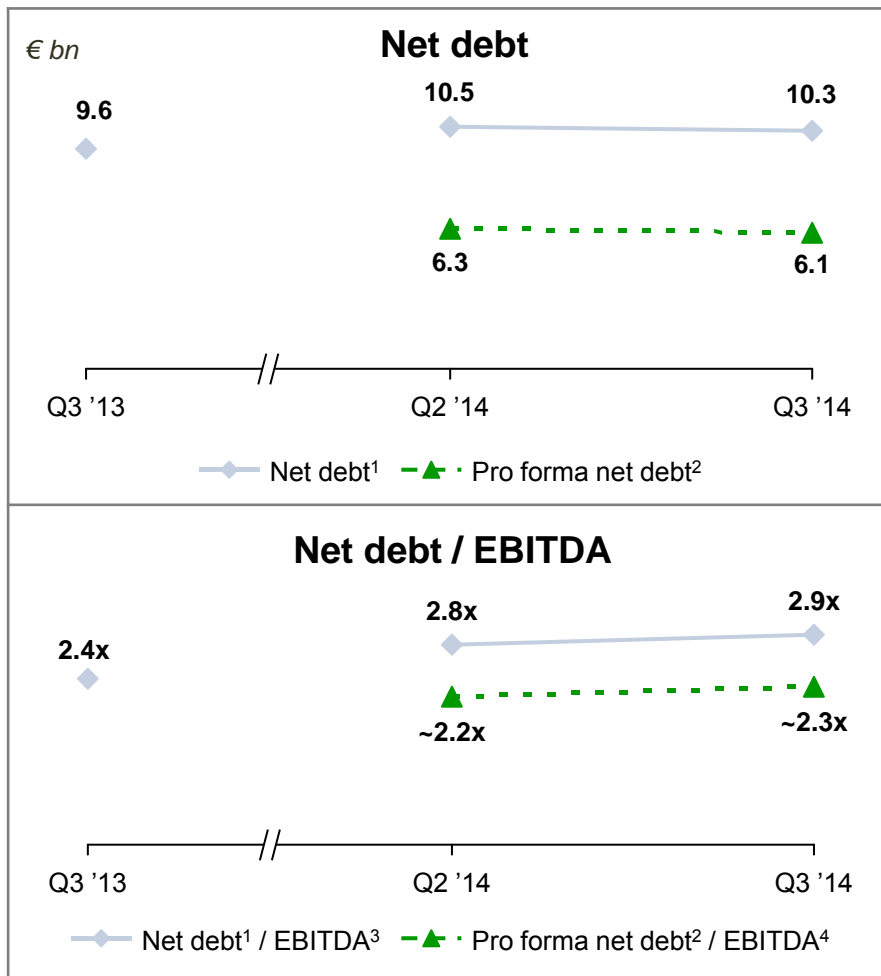 € bn
Net debt
9.6
10.5
10.3
6.3
6.1
Q3 ’13
Q2 ’14
Q3 ’14
Net debt¹
Pro forma net debt²
Net debt / EBITDA
2.4x
2.8x
2.9x
~2.2x
~2.3x
Q3 ’13
Q2 ’14
Q3 ’14
Net debt¹ / EBITDA³
Pro forma net debt² / EBITDA⁴